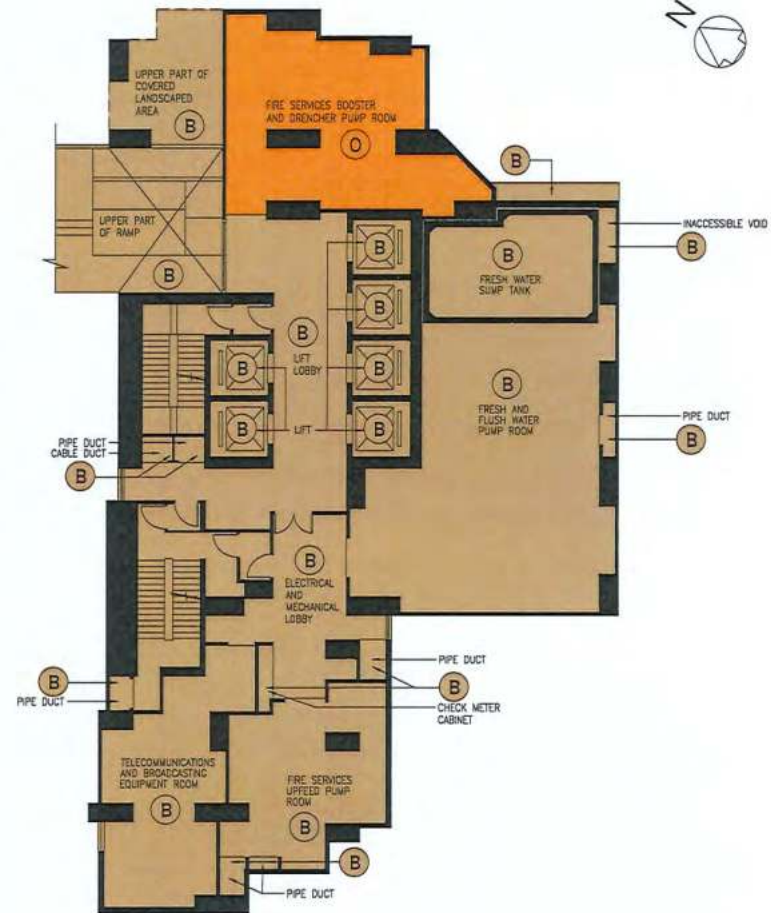 N
UPPER PART OF
COVERED
LANDSCAPED
AREA
B
FIRE SERVICES BOOSTER
AND DRENCHER PUMP ROOM
O
B
UPPER PART
OF RAMP
B
INACCESSIBLE VOID
B
B
FRESH WATER
SUMP TANK
B
B
B
LIFT
LOBBY
B
B
B
B
LIFT
B
FRESH AND
FLUSH WATER
PUMP ROOM
PIPE DUCT
B
PIPE DUCT
CABLE DUCT
B
B
ELECTRICAL
AND
MECHANICAL
LOBBY
PIPE DUCT
B
CHECK METER
CABINET
B
PIPE DUCT
TELECOMMUNICATIONS
AND BROADCASTING
EQUIPMENT ROOM
B
FIRE SERVICES
UPFEED PUMP
ROOM
B
B
PIPE DUCT